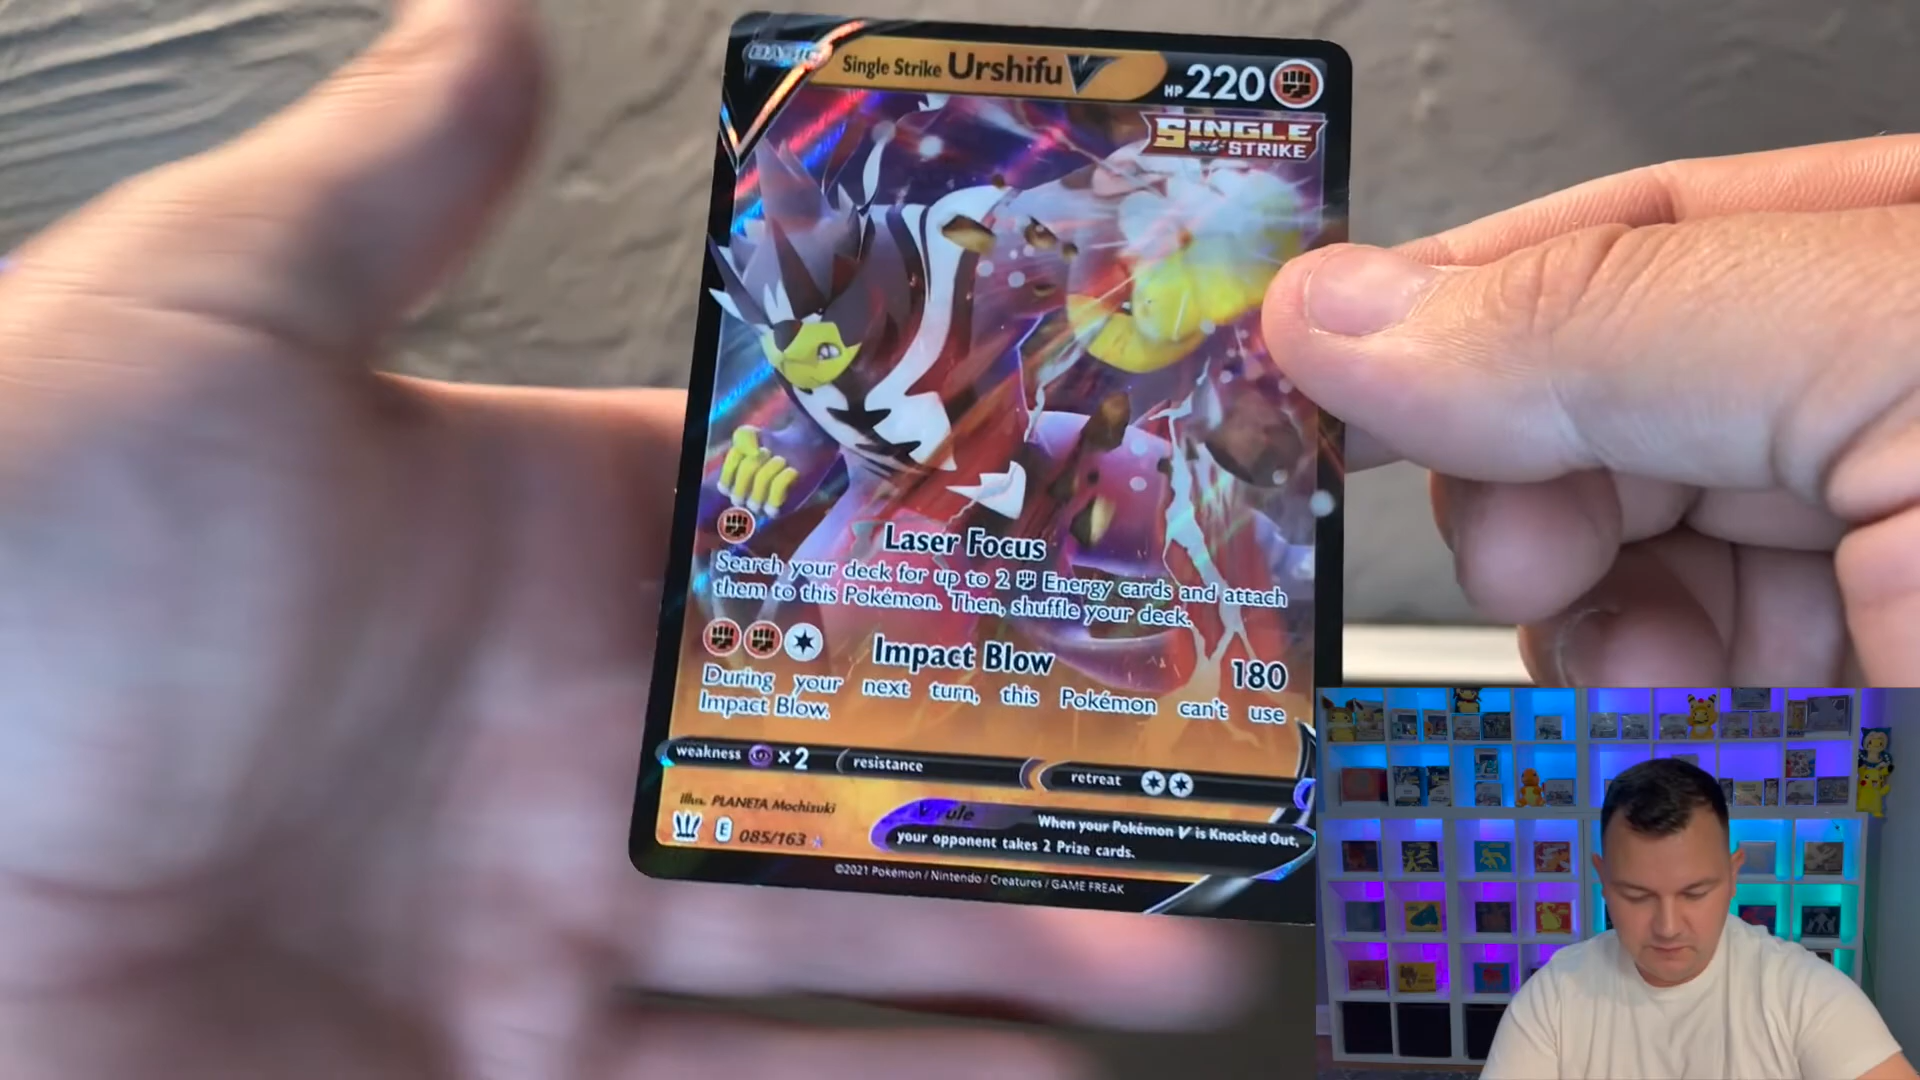 BASIC
Single Strike Urshifu V
HP 220
SINGLE
STRIKE
Laser Focus
Search your deck for up to 2 Energy cards and attach
them to this Pokémon. Then, shuffle your deck.
Impact Blow 180
During your next turn, this Pokémon can't use
Impact Blow.
weakness ×2 resistance retreat
Illus. PLANETA Mochizuki
E 085/163
V rule
When your Pokémon V is Knocked Out,
your opponent takes 2 Prize cards.
©2021 Pokémon / Nintendo / Creatures / GAME FREAK